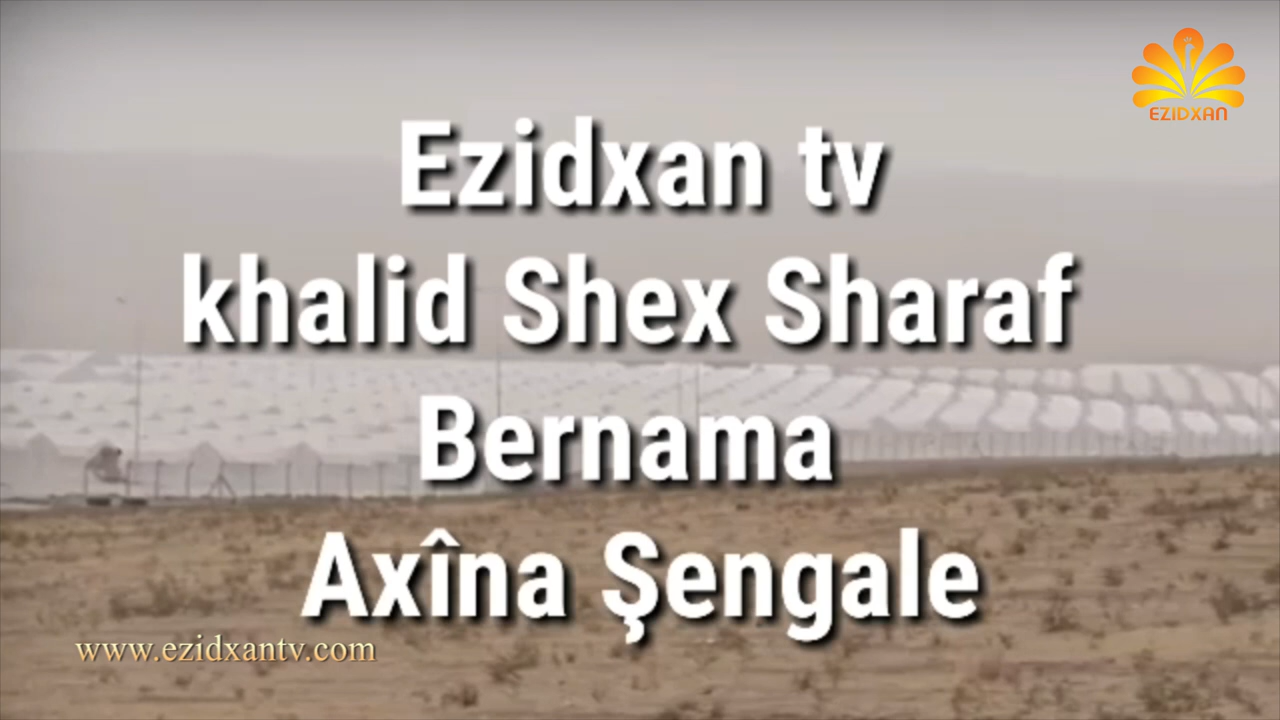 EZIDXAN
Ezidxan tv
khalid Shex Sharaf
Bernama
Axîna Şengale
www.ezidxantv.com